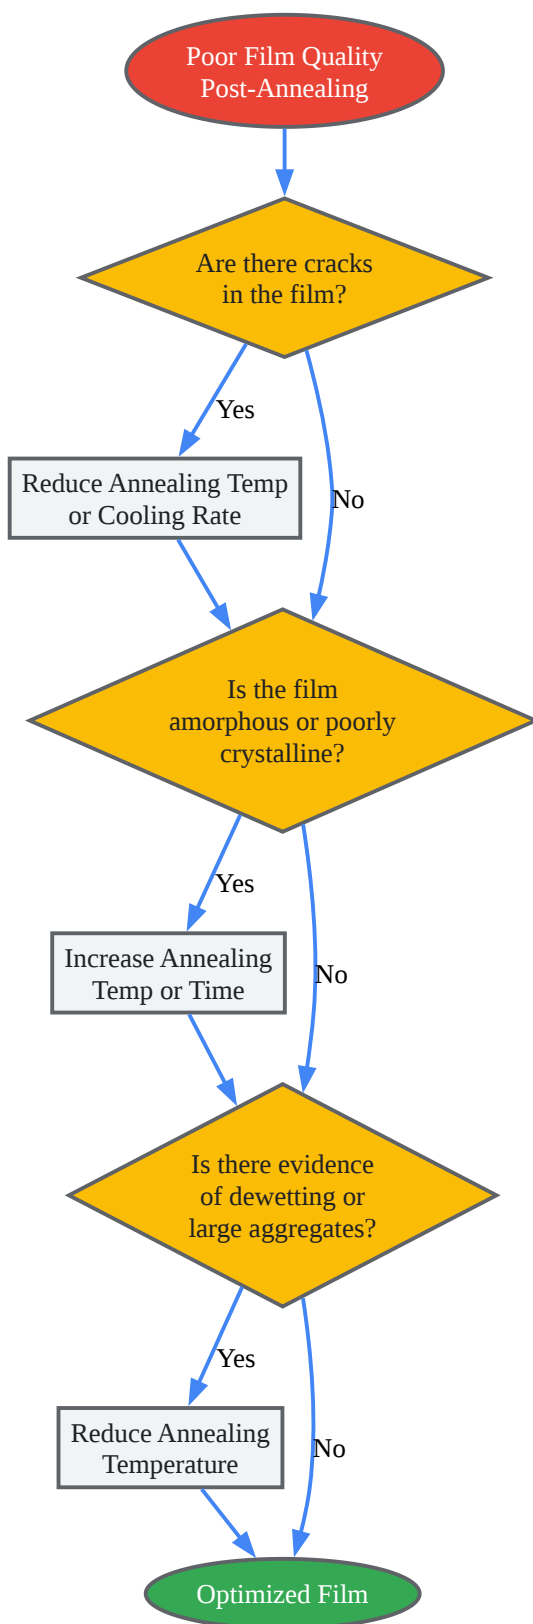 Poor Film Quality
Post-Annealing
Are there cracks
in the film?
Yes
Reduce Annealing Temp
or Cooling Rate
No
Is the film
amorphous or poorly
crystalline?
Yes
Increase Annealing
Temp or Time
No
Is there evidence
of dewetting or
large aggregates?
Yes
Reduce Annealing
Temperature
No
Optimized Film